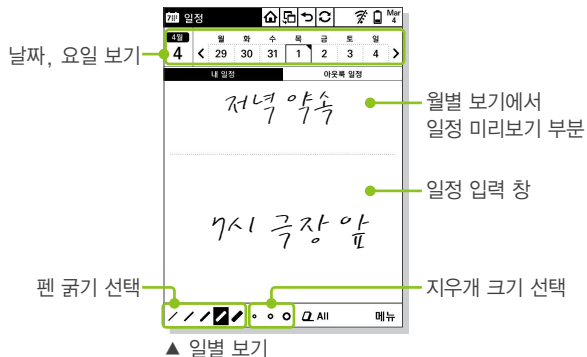 일정
Mar 4
날짜, 요일 보기
4월 4
월 화 수 목 금 토 일
< 29 30 31 1 2 3 4 >
내 일정 아웃룩 일정
저녁 약속
월별 보기에서
일정 미리보기 부분
일정 입력 창
7시 극장 앞
펜 굵기 선택
지우개 크기 선택
All 메뉴
▲ 일별 보기